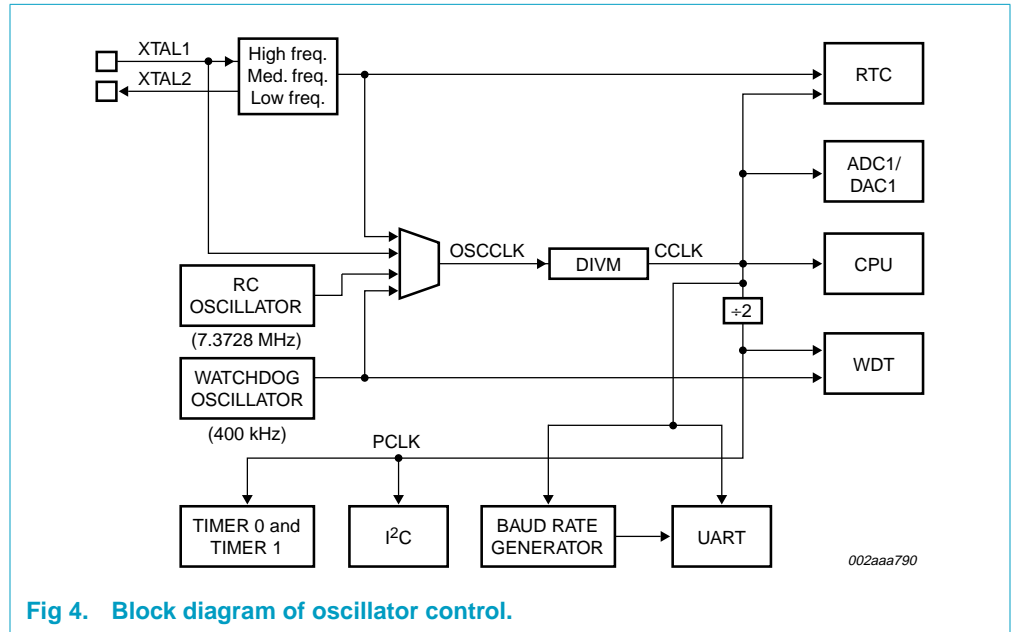 XTAL1
XTAL2
High freq.
Med. freq.
Low freq.
RTC
ADC1/
DAC1
OSCCLK
DIVM
CCLK
CPU
RC
OSCILLATOR
(7.3728 MHz)
÷2
WDT
WATCHDOG
OSCILLATOR
(400 kHz)
PCLK
TIMER 0 and
TIMER 1
I²C
BAUD RATE
GENERATOR
UART
002aaa790
Fig 4. Block diagram of oscillator control.